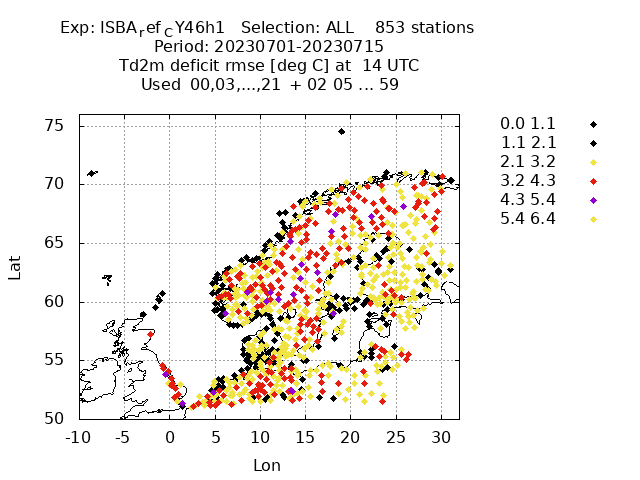 Exp: ISBArefCY46h1 Selection: ALL 853 stations
Period: 20230701-20230715
Td2m deficit rmse [deg C] at 14 UTC
Used 00,03,...,21 + 02 05 ... 59
0.0 1.1
1.1 2.1
2.1 3.2
3.2 4.3
4.3 5.4
5.4 6.4
75
70
65
60
55
50
Lat
-10 -5 0 5 10 15 20 25 30
Lon